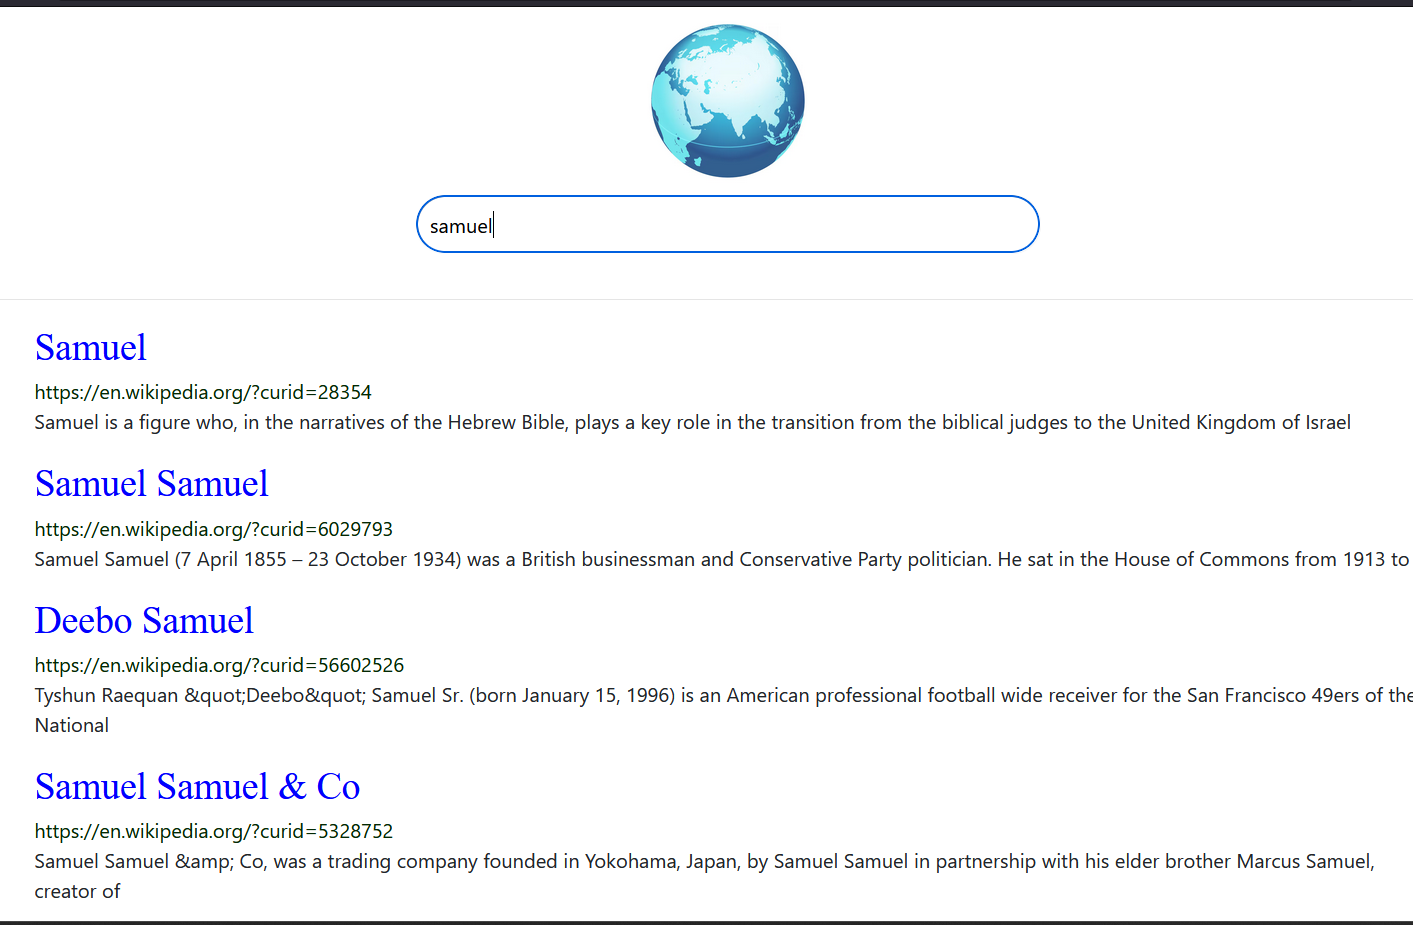 samuel
Samuel
https://en.wikipedia.org/?curid=28354
Samuel is a figure who, in the narratives of the Hebrew Bible, plays a key role in the transition from the biblical judges to the United Kingdom of Israel
Samuel Samuel
https://en.wikipedia.org/?curid=6029793
Samuel Samuel (7 April 1855 – 23 October 1934) was a British businessman and Conservative Party politician. He sat in the House of Commons from 1913 to
Deebo Samuel
https://en.wikipedia.org/?curid=56602526
Tyshun Raequan &quot;Deebo&quot; Samuel Sr. (born January 15, 1996) is an American professional football wide receiver for the San Francisco 49ers of the
National
Samuel Samuel & Co
https://en.wikipedia.org/?curid=5328752
Samuel Samuel &amp; Co, was a trading company founded in Yokohama, Japan, by Samuel Samuel in partnership with his elder brother Marcus Samuel,
creator of